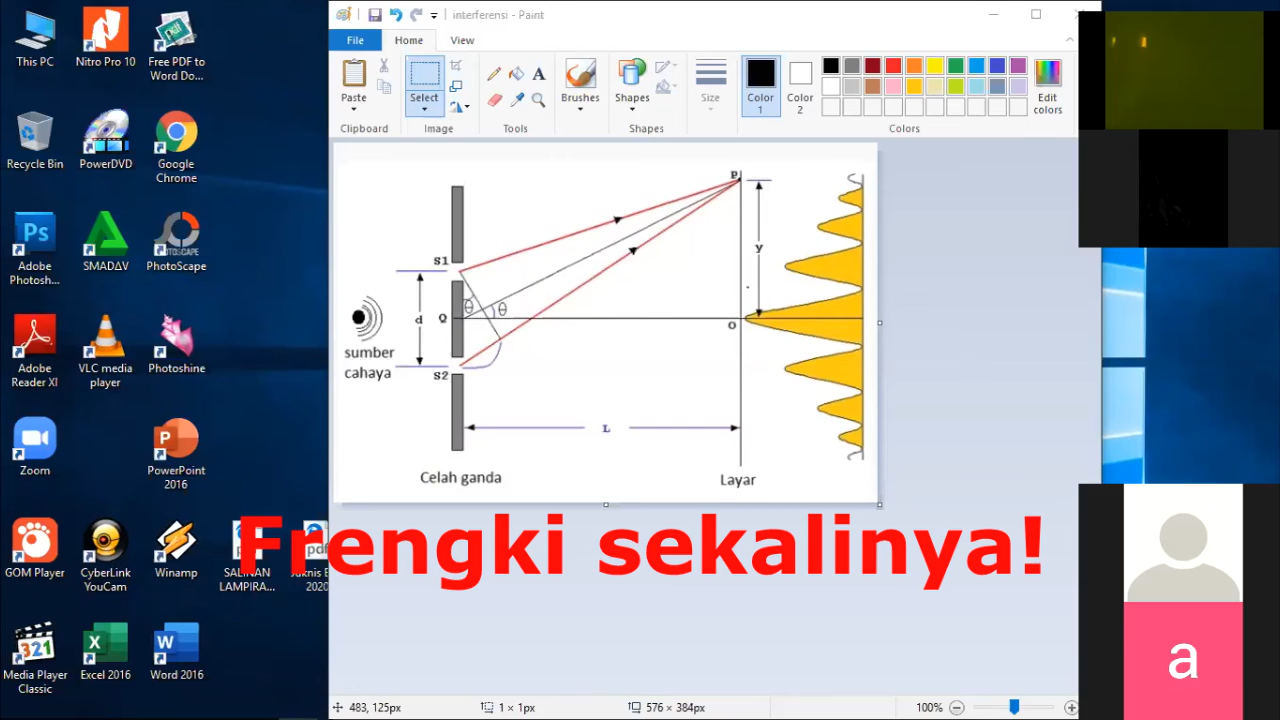 This PC
Nitro Pro 10
Free PDF to
Word Do...
Recycle Bin
PowerDVD
Google
Chrome
Adobe
Photosh...
SMADΔV
PhotoScape
Adobe
Reader XI
VLC media
player
Photoshine
Zoom
PowerPoint
2016
GOM Player
CyberLink
YouCam
Winamp
SALINAN
LAMPIRA...
2020
Media Player
Classic
Excel 2016
Word 2016
interferensi - Paint
File
Home
View
Paste
Clipboard
Select
Image
Tools
Brushes
Shapes
Shapes
Size
Color
1
Color
2
Edit
colors
Colors
P
S1
y
θ
θ
Q
d
O
sumber
cahaya
S2
L
Celah ganda
Layar
Frengki sekalinya!
483, 125px
1 × 1px
576 × 384px
100%
a